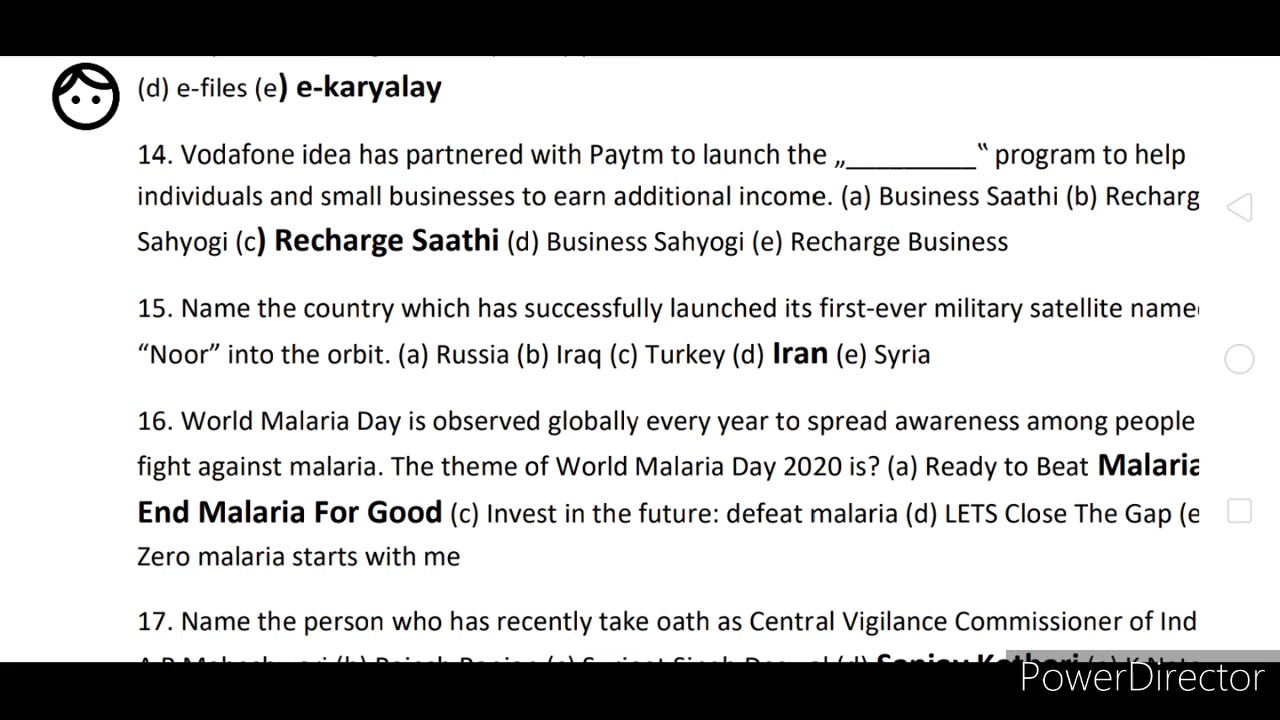 (d) e-files (e) e-karyalay
14. Vodafone idea has partnered with Paytm to launch the „_________‟ program to help
individuals and small businesses to earn additional income. (a) Business Saathi (b) Recharg
Sahyogi (c) Recharge Saathi (d) Business Sahyogi (e) Recharge Business
15. Name the country which has successfully launched its first-ever military satellite name
“Noor” into the orbit. (a) Russia (b) Iraq (c) Turkey (d) Iran (e) Syria
16. World Malaria Day is observed globally every year to spread awareness among people
fight against malaria. The theme of World Malaria Day 2020 is? (a) Ready to Beat Malaria
End Malaria For Good (c) Invest in the future: defeat malaria (d) LETS Close The Gap (e
Zero malaria starts with me
17. Name the person who has recently take oath as Central Vigilance Commissioner of Ind
Sanjay Kothari
PowerDirector